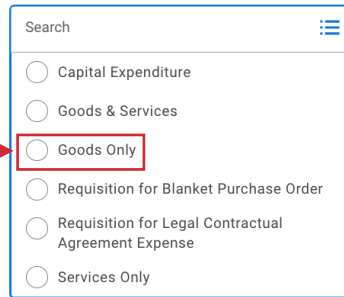 Search
Capital Expenditure
Goods & Services
Goods Only
Requisition for Blanket Purchase Order
Requisition for Legal Contractual
Agreement Expense
Services Only